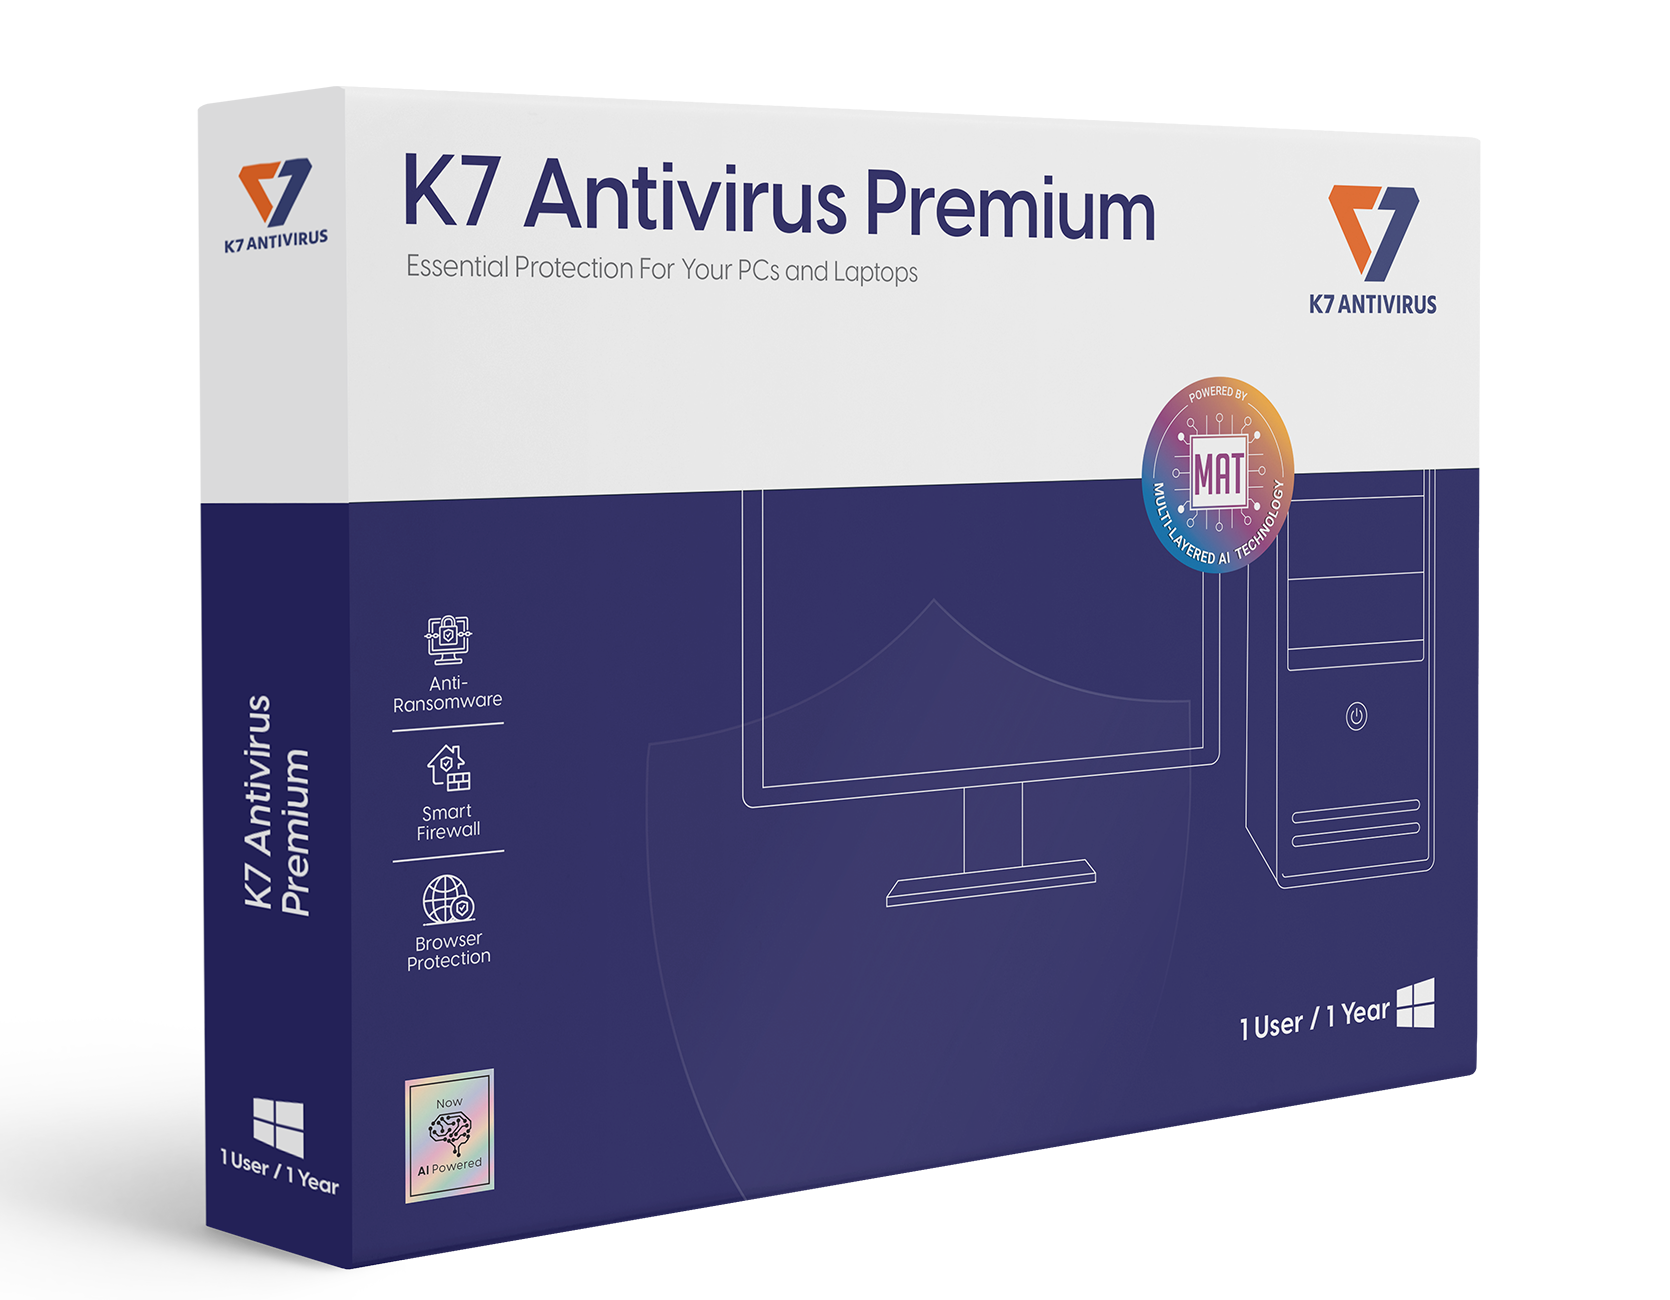 K7 ANTIVIRUS
K7 Antivirus
Premium
1 User / 1 Year
K7 Antivirus Premium
Essential Protection For Your PCs and Laptops
K7 ANTIVIRUS
POWERED BY
MAT
MULTI-LAYERED AI TECHNOLOGY
Anti-
Ransomware
Smart
Firewall
Browser
Protection
Now
AI Powered
1 User / 1 Year